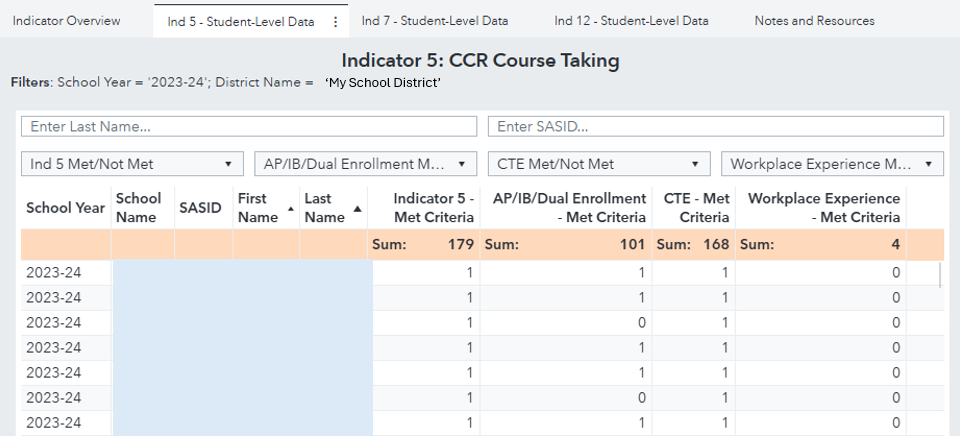 Indicator Overview Ind 5 - Student-Level Data Ind 7 - Student-Level Data Ind 12 - Student-Level Data Notes and Resources
Indicator 5: CCR Course Taking
Filters: School Year = '2023-24'; District Name = ‘My School District’
Enter Last Name... Enter SASID...
Ind 5 Met/Not Met AP/IB/Dual Enrollment M... CTE Met/Not Met Workplace Experience M...
School Year School Name SASID First Name Last Name Indicator 5 - Met Criteria AP/IB/Dual Enrollment - Met Criteria CTE - Met Criteria Workplace Experience - Met Criteria
Sum: 179 Sum: 101 Sum: 168 Sum: 4
2023-24 1 1 1 0
2023-24 1 1 1 0
2023-24 1 0 1 0
2023-24 1 1 1 0
2023-24 1 1 1 0
2023-24 1 0 1 0
2023-24 1 1 1 0